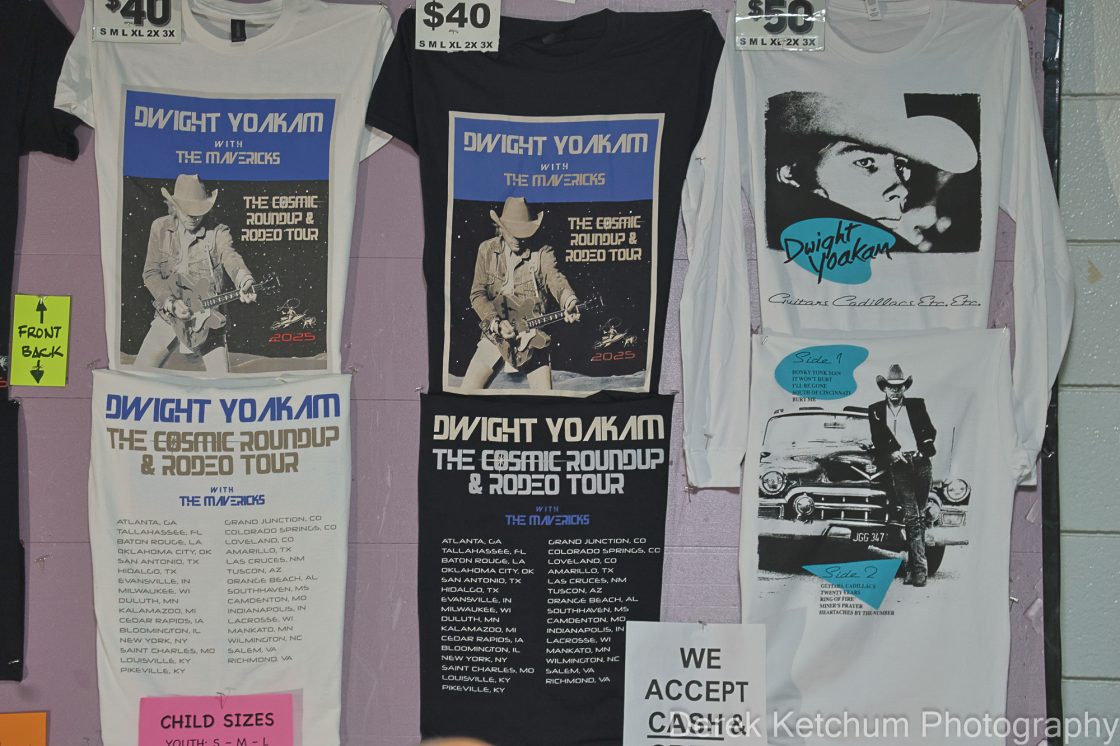 $40
S M L XL 2X 3X
DWIGHT YOAKAM
WITH
THE MAVERICKS
THE COSMIC
ROUNDUP &
RODEO TOUR
2025
DWIGHT YOAKAM
THE COSMIC ROUNDUP
& RODEO TOUR
WITH
THE MAVERICKS
ATLANTA, GA
TALLAHASSEE, FL
BATON ROUGE, LA
OKLAHOMA CITY, OK
SAN ANTONIO, TX
HIDALGO, TX
EVANSVILLE, IN
MILWAUKEE, WI
DULUTH, MN
KALAMAZOO, MI
CEDAR RAPIDS, IA
BLOOMINGTON, IL
NEW YORK, NY
SAINT CHARLES, MO
LOUISVILLE, KY
PIKEVILLE, KY
GRAND JUNCTION, CO
COLORADO SPRINGS, CO
LOVELAND, CO
AMARILLO, TX
LAS CRUCES, NM
TUSCON, AZ
ORANGE BEACH, AL
SOUTHHAVEN, MS
CAMDENTON, MO
INDIANAPOLIS, IN
LACROSSE, WI
MANKATO, MN
WILMINGTON, NC
SALEM, VA
RICHMOND, VA
FRONT
BACK
CHILD SIZES
YOUTH: S - M - L
$40
S M L XL 2X 3X
DWIGHT YOAKAM
WITH
THE MAVERICKS
THE COSMIC
ROUNDUP &
RODEO TOUR
2025
DWIGHT YOAKAM
THE COSMIC ROUNDUP
& RODEO TOUR
WITH
THE MAVERICKS
ATLANTA, GA
TALLAHASSEE, FL
BATON ROUGE, LA
OKLAHOMA CITY, OK
SAN ANTONIO, TX
HIDALGO, TX
EVANSVILLE, IN
MILWAUKEE, WI
DULUTH, MN
KALAMAZOO, MI
CEDAR RAPIDS, IA
BLOOMINGTON, IL
NEW YORK, NY
SAINT CHARLES, MO
LOUISVILLE, KY
PIKEVILLE, KY
GRAND JUNCTION, CO
COLORADO SPRINGS, CO
LOVELAND, CO
AMARILLO, TX
LAS CRUCES, NM
TUSCON, AZ
ORANGE BEACH, AL
SOUTHHAVEN, MS
CAMDENTON, MO
INDIANAPOLIS, IN
LACROSSE, WI
MANKATO, MN
WILMINGTON, NC
SALEM, VA
RICHMOND, VA
$50
S M L XL 2X 3X
Dwight
Yoakam
Guitars, Cadillacs, Etc., Etc.
Side 1
HONKY TONK MAN
IT WON'T HURT
I'LL BE GONE
SOUTH OF CINCINNATI
BURY ME
JGG 347
Side 2
GUITARS, CADILLACS
TWENTY YEARS
RING OF FIRE
MINER'S PRAYER
HEARTACHES BY THE NUMBER
WE
ACCEPT
CASH &
Derek Ketchum Photography